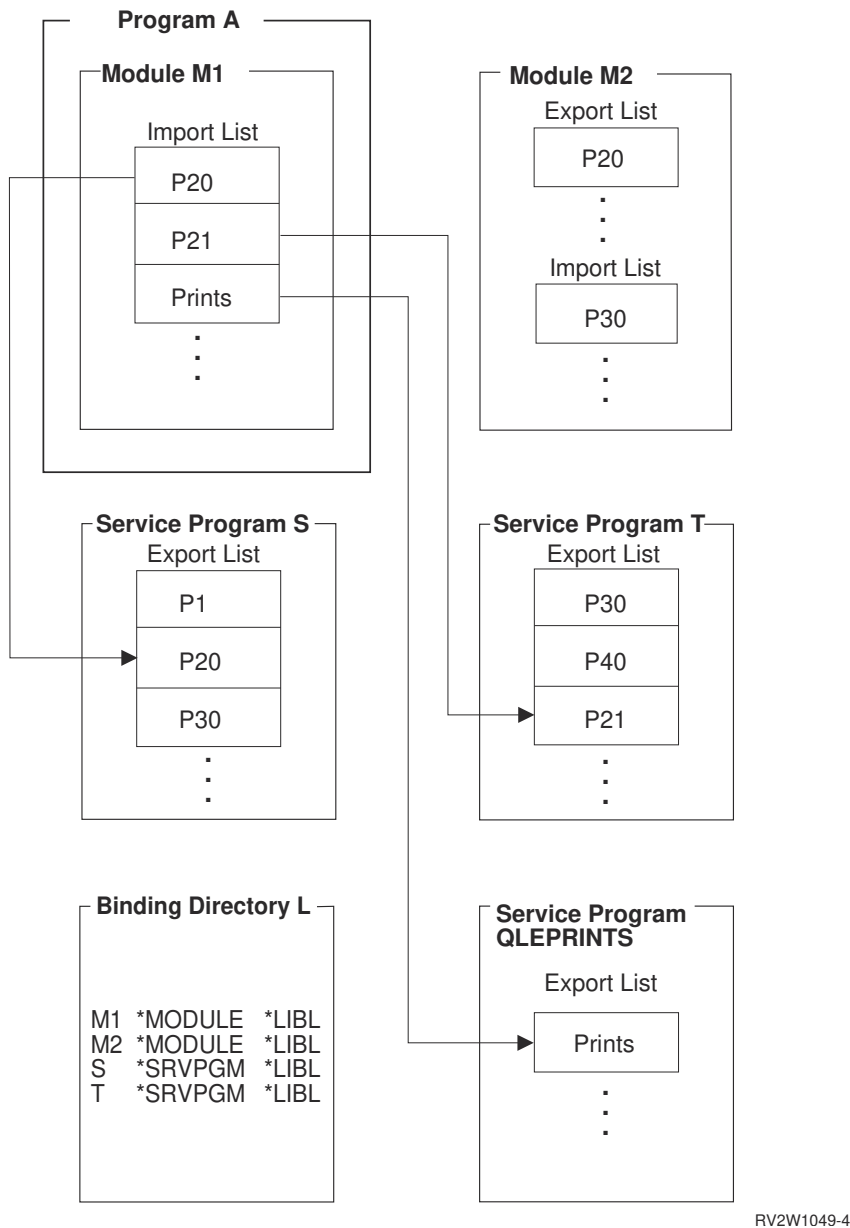 Program A
Module M1
Import List
P20
P21
Prints
Module M2
Export List
P20
Import List
P30
Service Program S
Export List
P1
P20
P30
Service Program T
Export List
P30
P40
P21
Binding Directory L
M1 *MODULE *LIBL
M2 *MODULE *LIBL
S *SRVPGM *LIBL
T *SRVPGM *LIBL
Service Program
QLEPRINTS
Export List
Prints
RV2W1049-4